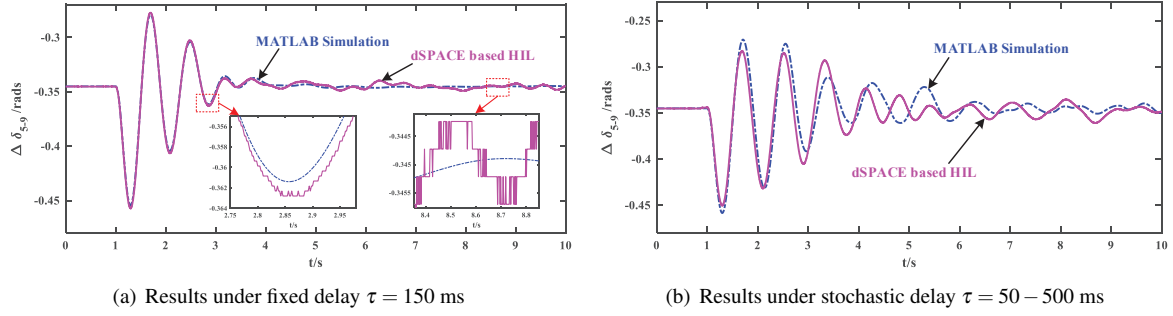 MATLAB Simulation
dSPACE based HIL
Δ δ5-9 /rads
-0.3
-0.35
-0.4
-0.45
0 1 2 3 4 5 6 7 8 9 10
t/s
-0.356
-0.358
-0.36
-0.362
-0.364
2.75 2.8 2.85 2.9 2.95
t/s
-0.3445
-0.3455
8.4 8.5 8.6 8.7 8.8
t/s
(a) Results under fixed delay τ = 150 ms
MATLAB Simulation
dSPACE based HIL
Δ δ5-9 /rads
-0.25
-0.3
-0.35
-0.4
-0.45
0 1 2 3 4 5 6 7 8 9 10
t/s
(b) Results under stochastic delay τ = 50 − 500 ms